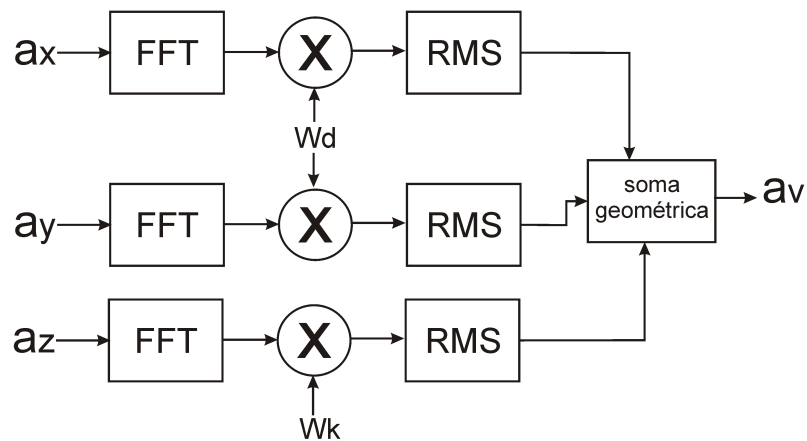 ax FFT X RMS
Wd
soma
geométrica
av
ay FFT X RMS
az FFT X RMS
Wk